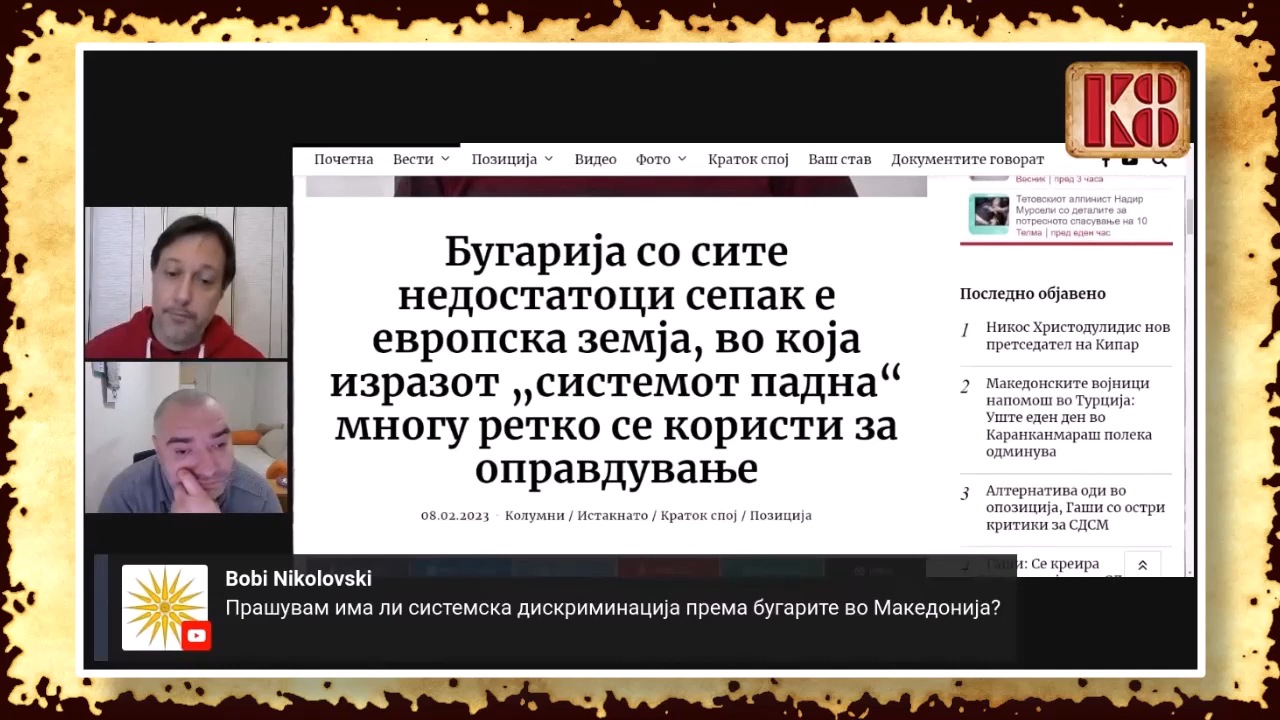 K8
Почетна Вести Позиција Видео Фото Краток спој Ваш став Документите говорат
Весник | пред 3 часа
Тетовскиот алпинист Надир
Мурсели со деталите за
потресното спасување на 10
Телма | пред еден час
Бугарија со сите
недостатоци сепак е
европска земја, во која
изразот „системот падна“
многу ретко се користи за
оправдување
08.02.2023 · Колумни / Истакнато / Краток спој / Позиција
Последно објавено
1 Никос Христодулидис нов
претседател на Кипар
2 Македонските војници
напомош во Турција:
Уште еден ден во
Каранканмараш полека
одминува
3 Алтернатива оди во
опозиција, Гаши со остри
критики за СДСМ
Гаши: Се креира
Bobi Nikolovski
Прашувам има ли системска дискриминација према бугарите во Македонија?